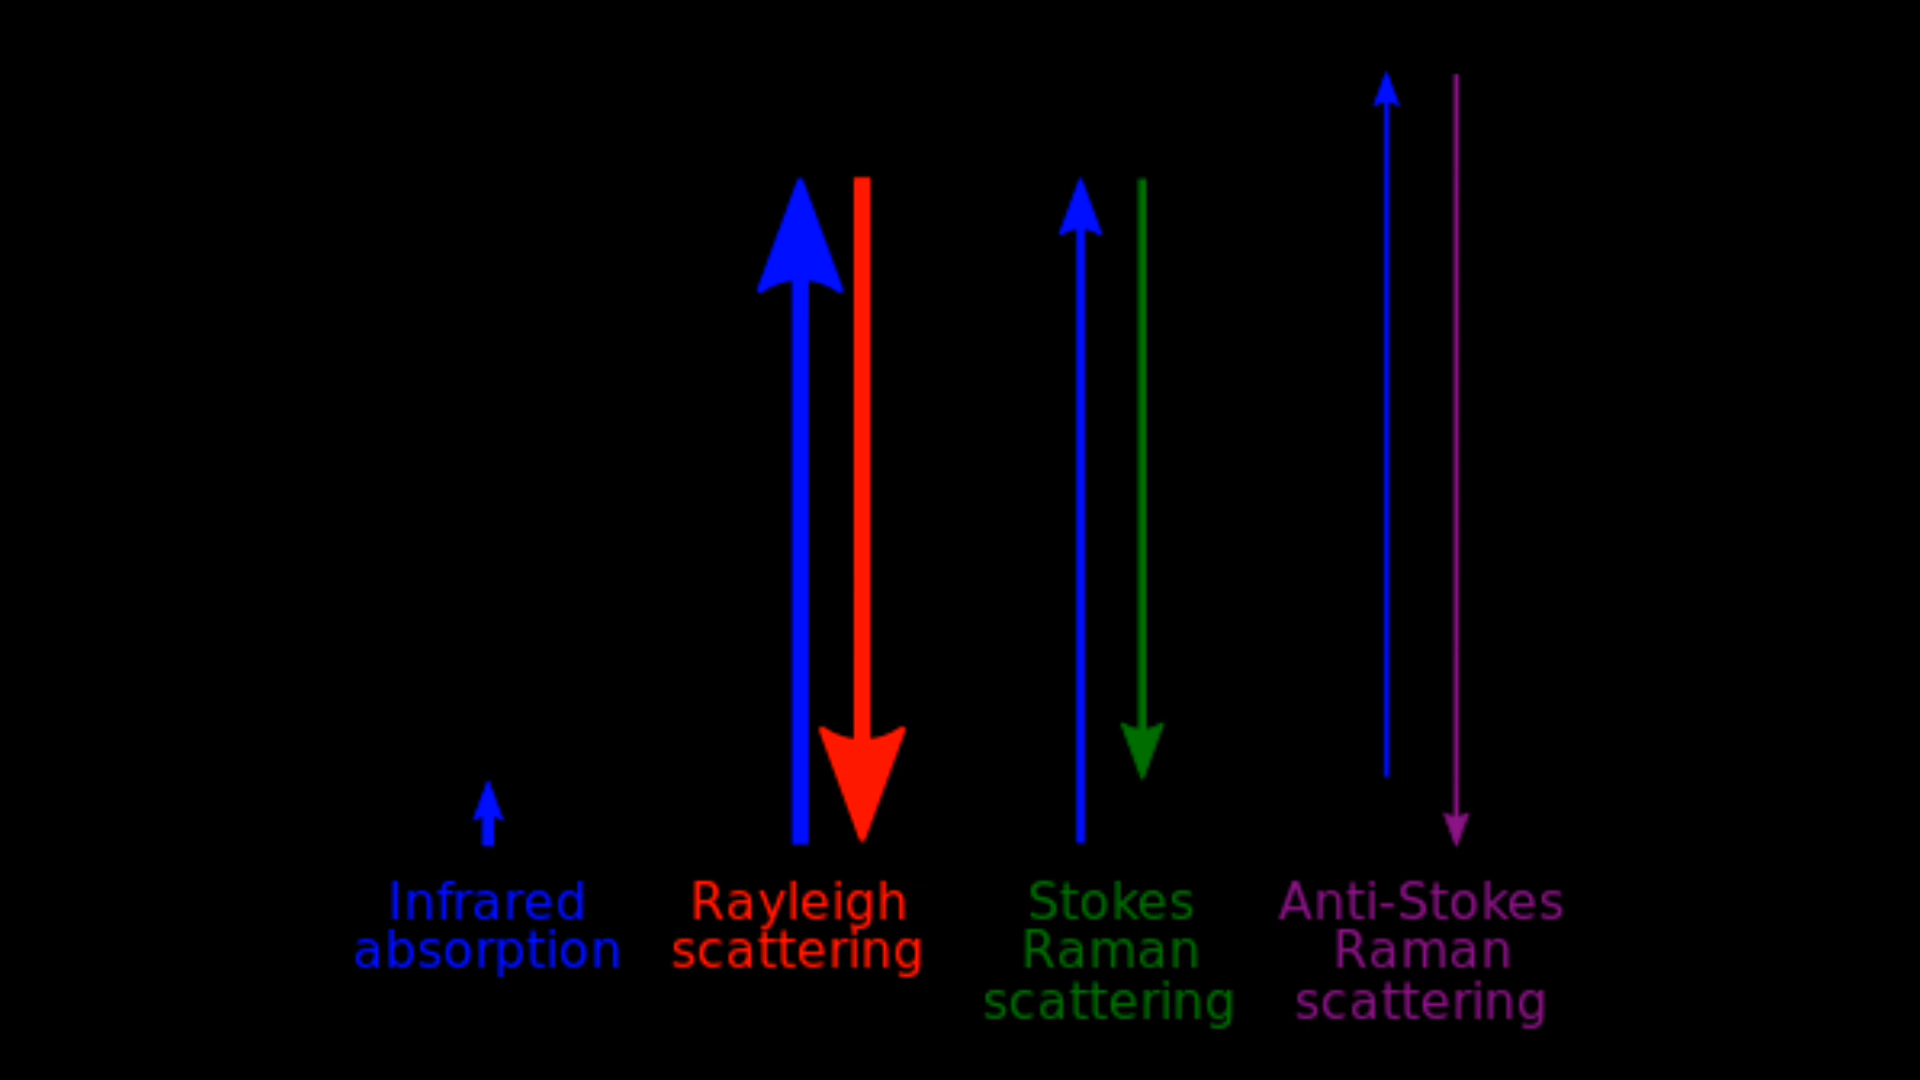 Infrared
absorption
Rayleigh
scattering
Stokes
Raman
scattering
Anti-Stokes
Raman
scattering